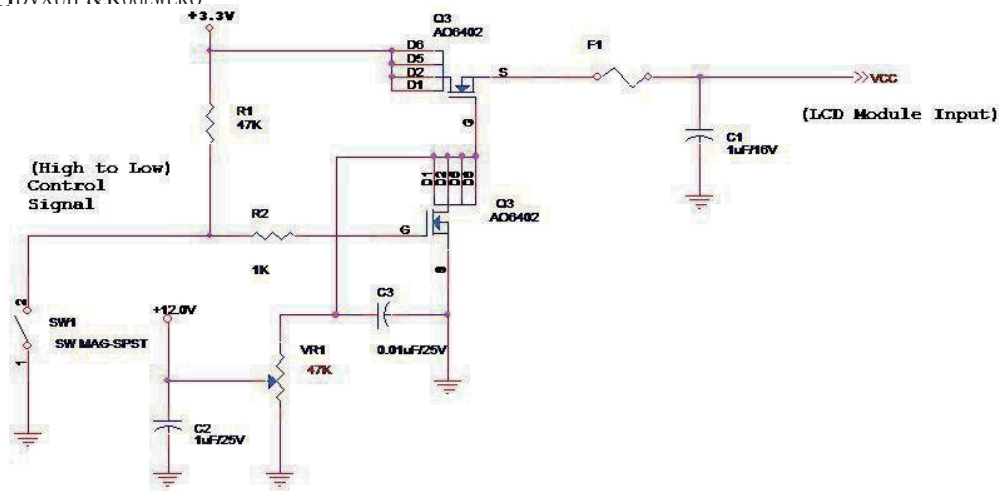 +3.3V
Q3
AO6402
F1
D6
D5
D2
D1
S
VCC
G
R1
47K
(LCD Module Input)
C1
1uF/16V
(High to Low)
Control
Signal
D1
D2
D5
D6
Q3
AO6402
R2
G
1K
S
2
+12.0V
C3
SW1
SW MAG-SPST
VR1
47K
0.01uF/25V
1
C2
1uF/25V